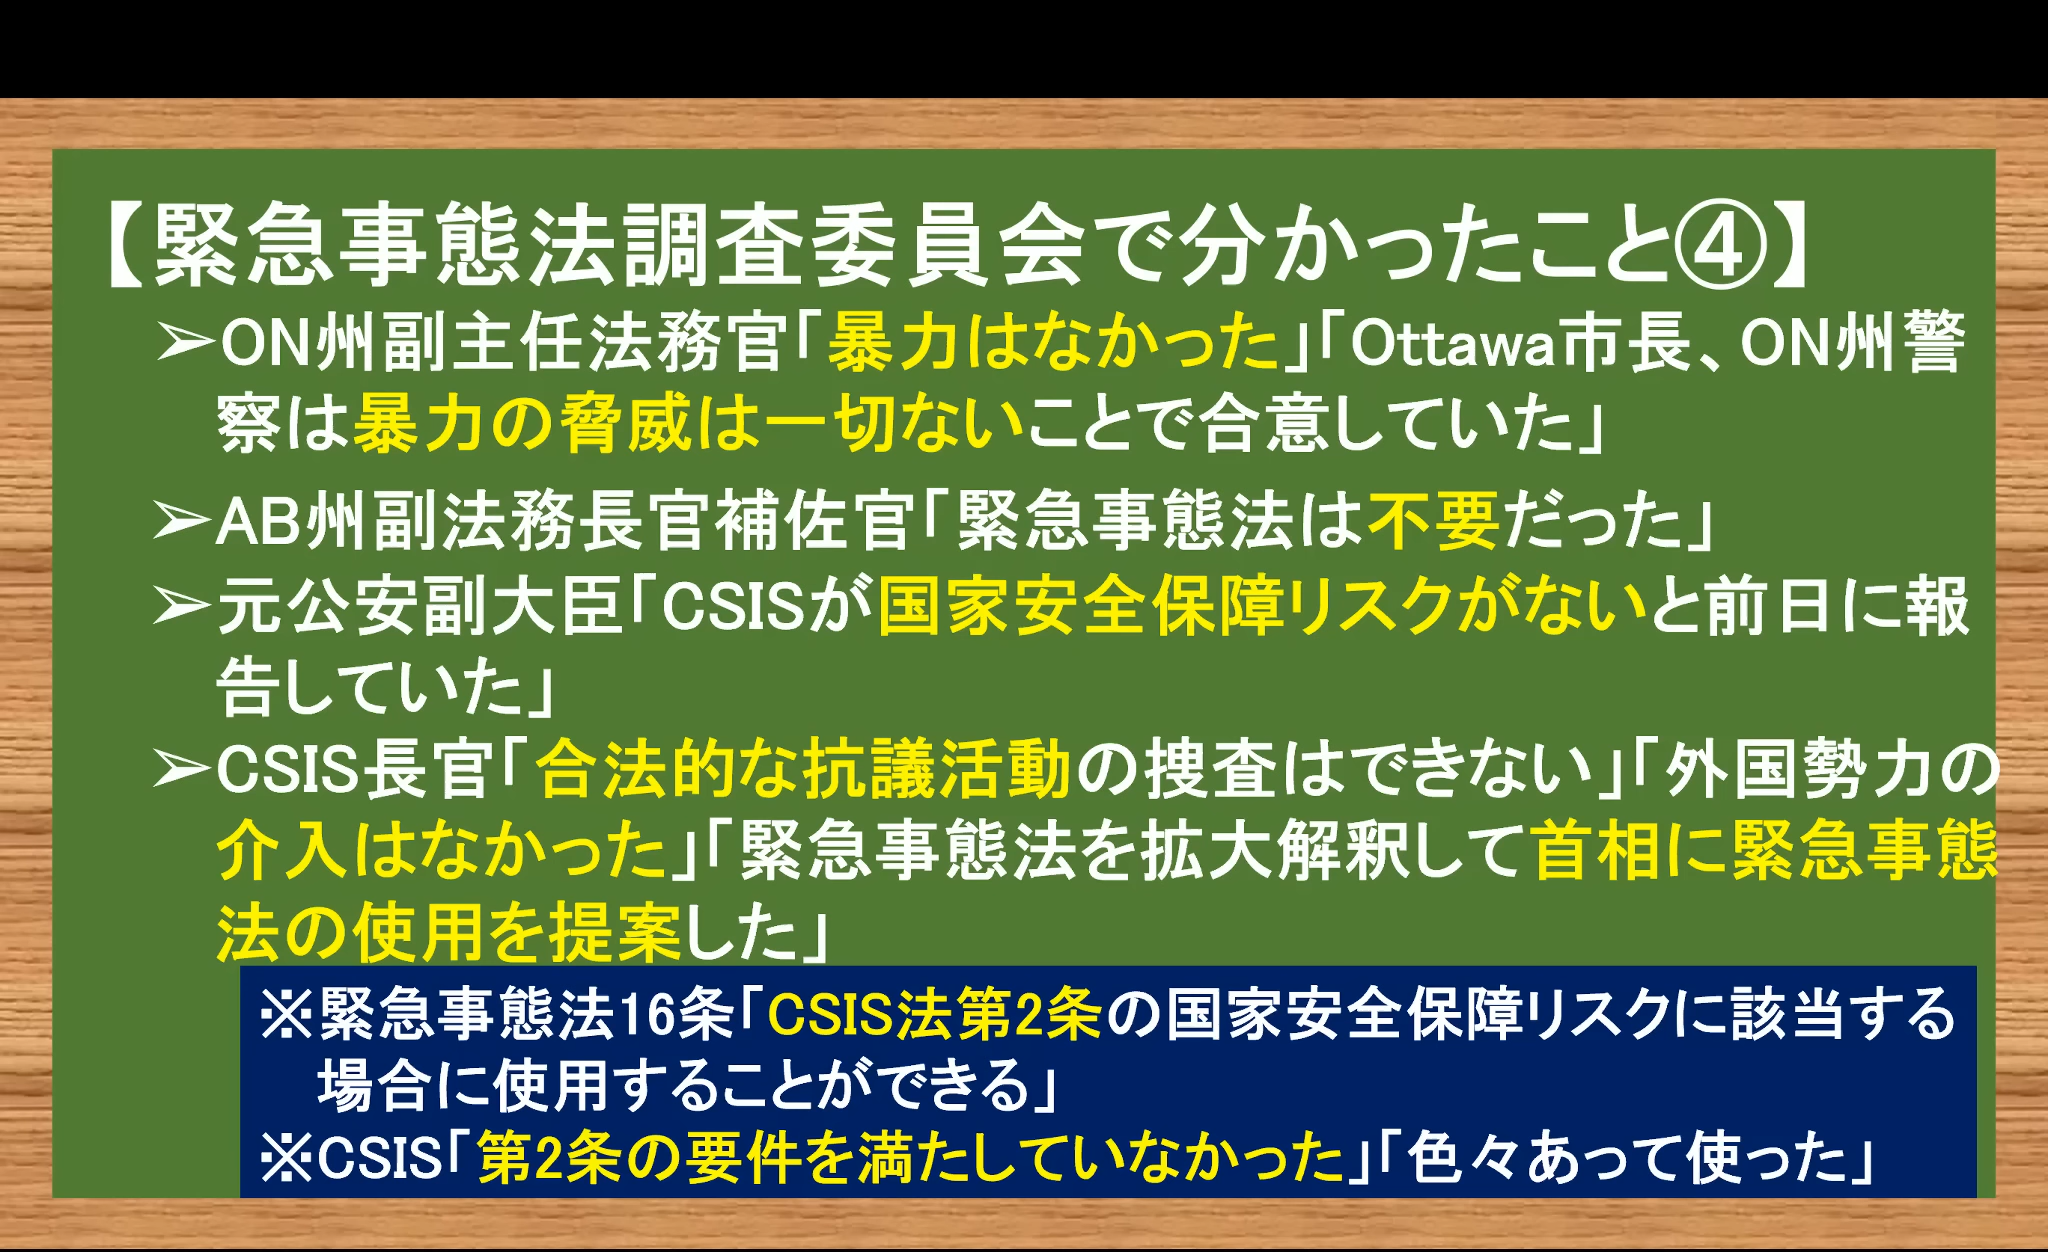 【緊急事態法調査委員会で分かったこと④】
➢ON州副主任法務官「暴力はなかった」「Ottawa市長、ON州警
察は暴力の脅威は一切ないことで合意していた」
➢AB州副法務長官補佐官「緊急事態法は不要だった」
➢元公安副大臣「CSISが国家安全保障リスクがないと前日に報
告していた」
➢CSIS長官「合法的な抗議活動の捜査はできない」「外国勢力の
介入はなかった」「緊急事態法を拡大解釈して首相に緊急事態
法の使用を提案した」
※緊急事態法16条「CSIS法第2条の国家安全保障リスクに該当する
場合に使用することができる」
※CSIS「第2条の要件を満たしていなかった」「色々あって使った」